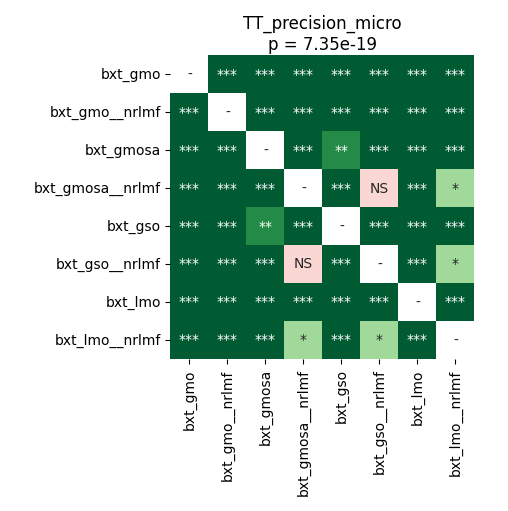 TT_precision_micro
p = 7.35e-19
bxt_gmo - *** *** *** *** *** *** ***
bxt_gmo__nrlmf *** - *** *** *** *** *** ***
bxt_gmosa *** *** - *** ** *** *** ***
bxt_gmosa__nrlmf *** *** *** - *** NS *** *
bxt_gso *** *** ** *** - *** *** ***
bxt_gso__nrlmf *** *** *** NS *** - *** *
bxt_lmo *** *** *** *** *** *** - ***
bxt_lmo__nrlmf *** *** *** * *** * *** -
bxt_gmo
bxt_gmo__nrlmf
bxt_gmosa
bxt_gmosa__nrlmf
bxt_gso
bxt_gso__nrlmf
bxt_lmo
bxt_lmo__nrlmf